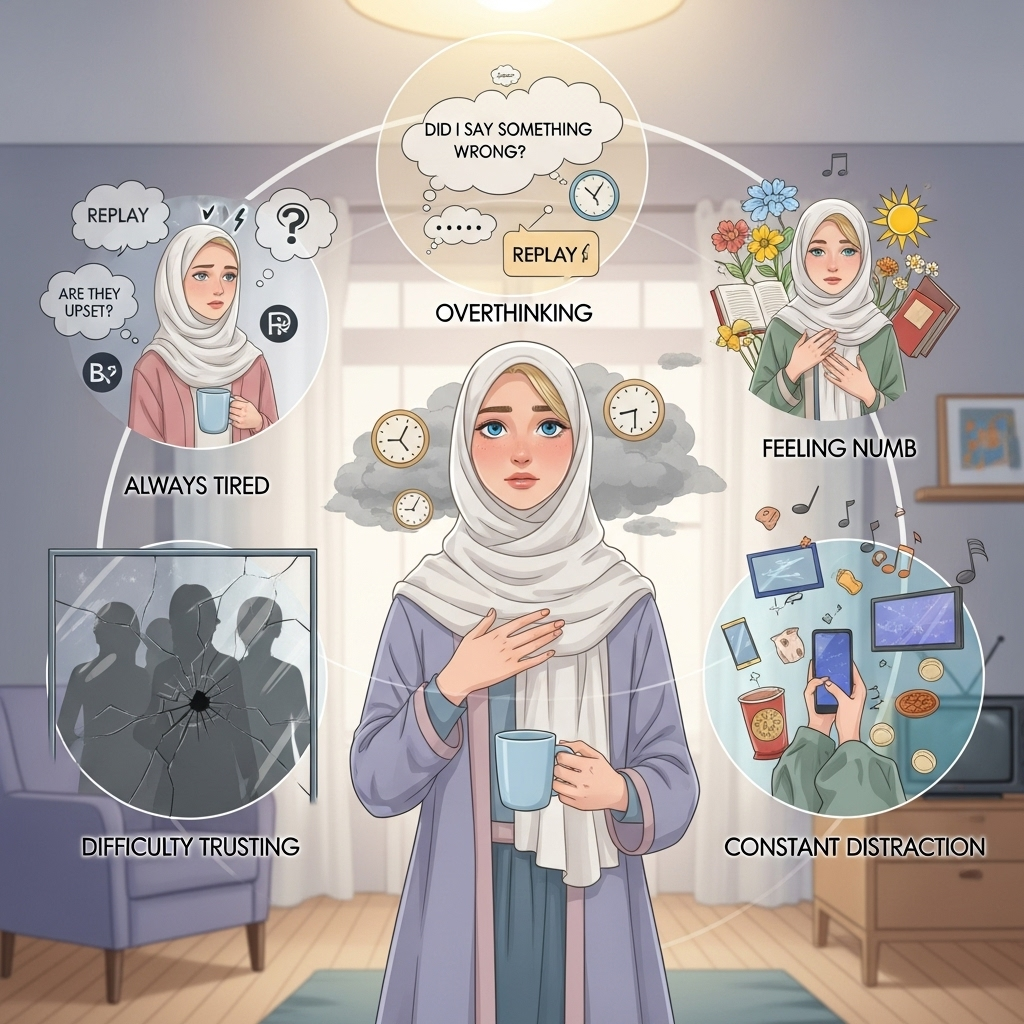 DID I SAY SOMETHING
WRONG?
.....
REPLAY
OVERTHINKING
REPLAY
?
ARE THEY
UPSET?
ALWAYS TIRED
FEELING NUMB
DIFFICULTY TRUSTING
CONSTANT DISTRACTION